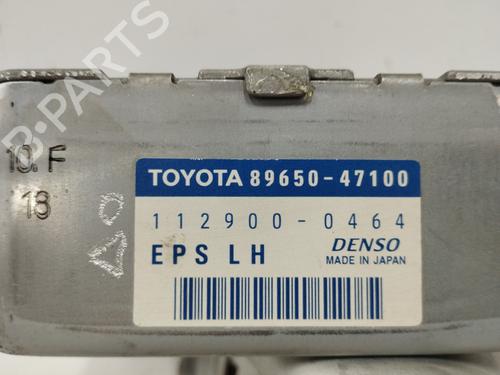 B-PARTS
10. F
18
TOYOTA 89650-47100
112900-0464
EPS LH
DENSO
MADE IN JAPAN